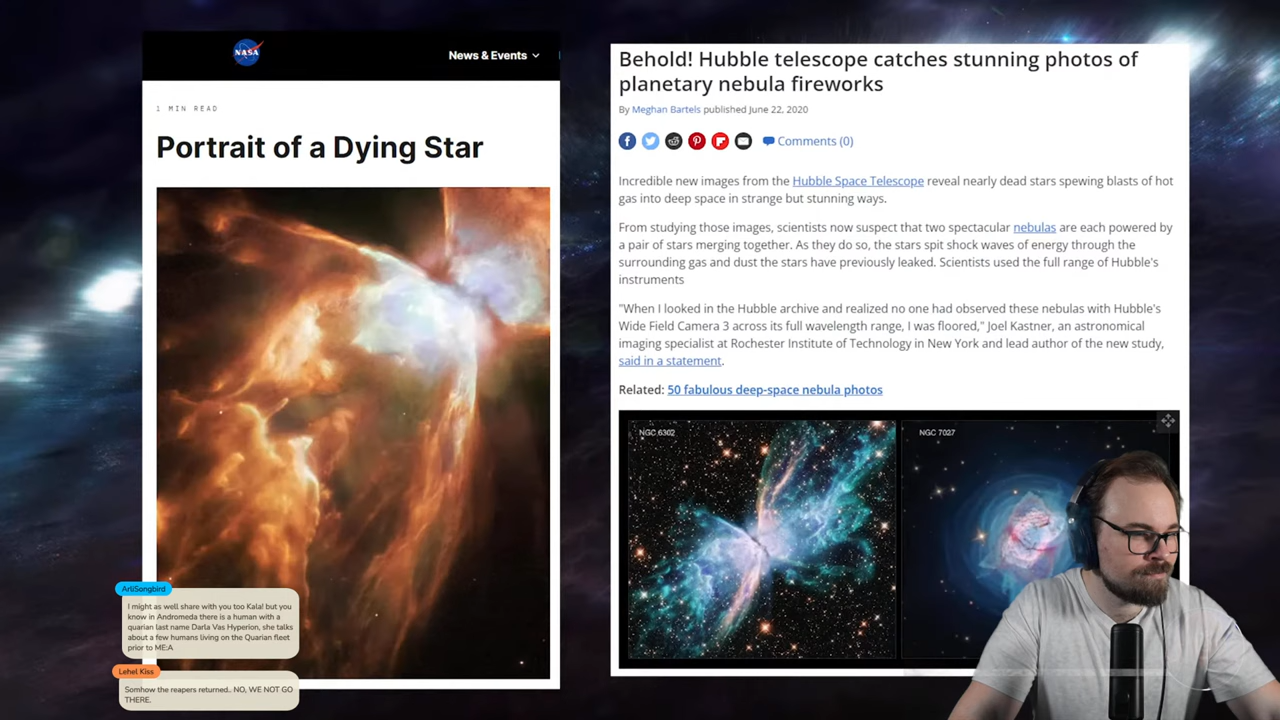 NASA
News & Events
1 MIN READ
Portrait of a Dying Star
Behold! Hubble telescope catches stunning photos of
planetary nebula fireworks
By Meghan Bartels published June 22, 2020
Comments (0)
Incredible new images from the Hubble Space Telescope reveal nearly dead stars spewing blasts of hot
gas into deep space in strange but stunning ways.
From studying those images, scientists now suspect that two spectacular nebulas are each powered by
a pair of stars merging together. As they do so, the stars spit shock waves of energy through the
surrounding gas and dust the stars have previously leaked. Scientists used the full range of Hubble's
instruments
"When I looked in the Hubble archive and realized no one had observed these nebulas with Hubble's
Wide Field Camera 3 across its full wavelength range, I was floored," Joel Kastner, an astronomical
imaging specialist at Rochester Institute of Technology in New York and lead author of the new study,
said in a statement.
Related: 50 fabulous deep-space nebula photos
NGC 6302
NGC 7027
ArliSongbird
I might as well share with you too Kala! but you
know in Andromeda there is a human with a
quarian last name Darla Vas Hyperion, she talks
about a few humans living on the Quarian fleet
prior to ME:A
Lehel Kiss
Somhow the reapers returned.. NO, WE NOT GO
THERE.